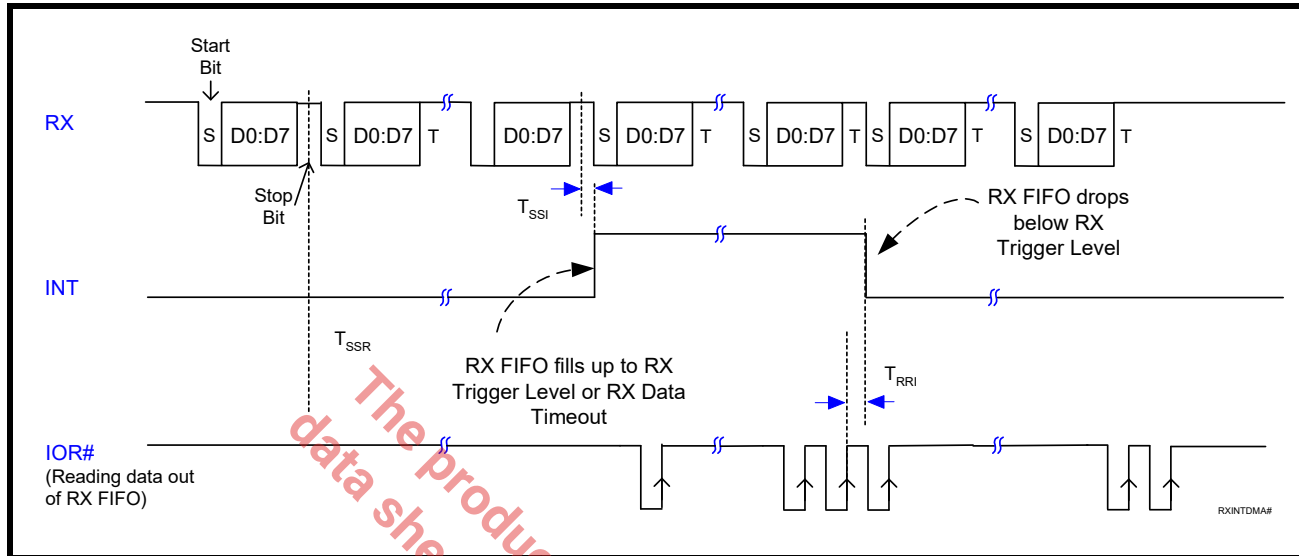 Start
Bit
RX
S D0:D7 S D0:D7 T D0:D7 S D0:D7 T S D0:D7 T S D0:D7 T S D0:D7 T
Stop
Bit
TSSI
RX FIFO drops
below RX
Trigger Level
INT
TSSR
RX FIFO fills up to RX
Trigger Level or RX Data
Timeout
TRRI
IOR#
(Reading data out
of RX FIFO)
RXINTDMA#
The produc
data she